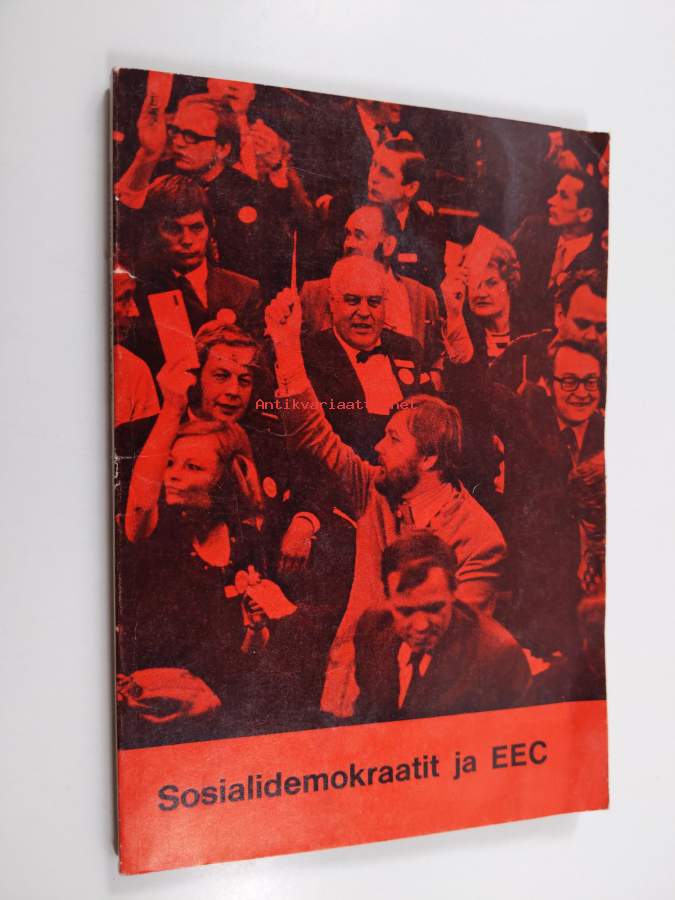 Antikvariaatti.net
Sosialidemokraatit ja EEC